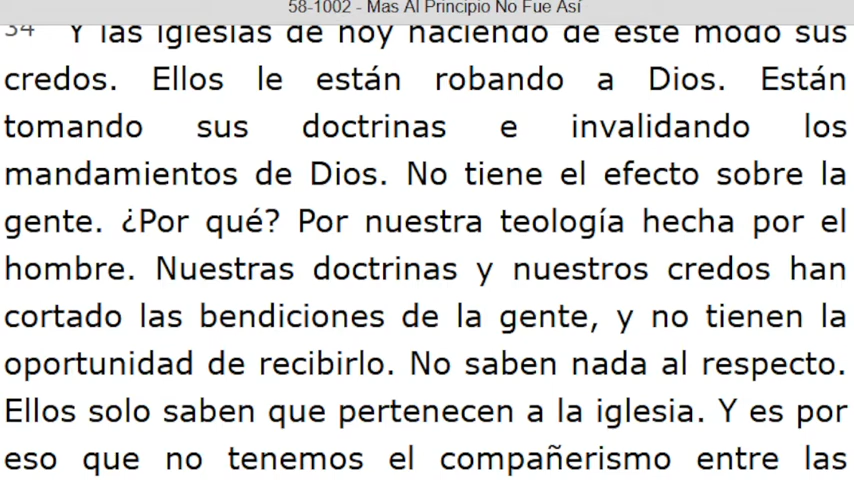 58-1002 - Mas Al Principio No Fue Así
34 Y las iglesias de hoy haciendo de este modo sus
credos. Ellos le están robando a Dios. Están
tomando sus doctrinas e invalidando los
mandamientos de Dios. No tiene el efecto sobre la
gente. ¿Por qué? Por nuestra teología hecha por el
hombre. Nuestras doctrinas y nuestros credos han
cortado las bendiciones de la gente, y no tienen la
oportunidad de recibirlo. No saben nada al respecto.
Ellos solo saben que pertenecen a la iglesia. Y es por
eso que no tenemos el compañerismo entre las